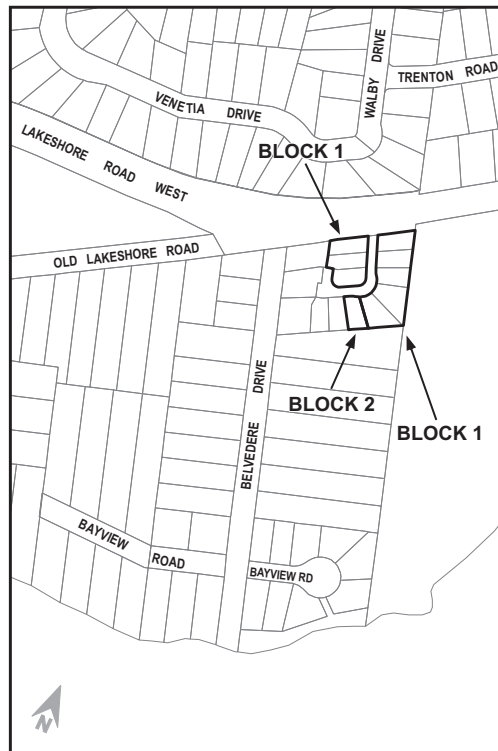 WALBY DRIVE
TRENTON ROAD
VENETIA DRIVE
LAKESHORE ROAD WEST
BLOCK 1
OLD LAKESHORE ROAD
BELVEDERE DRIVE
BLOCK 2
BLOCK 1
BAYVIEW ROAD
BAYVIEW RD
N